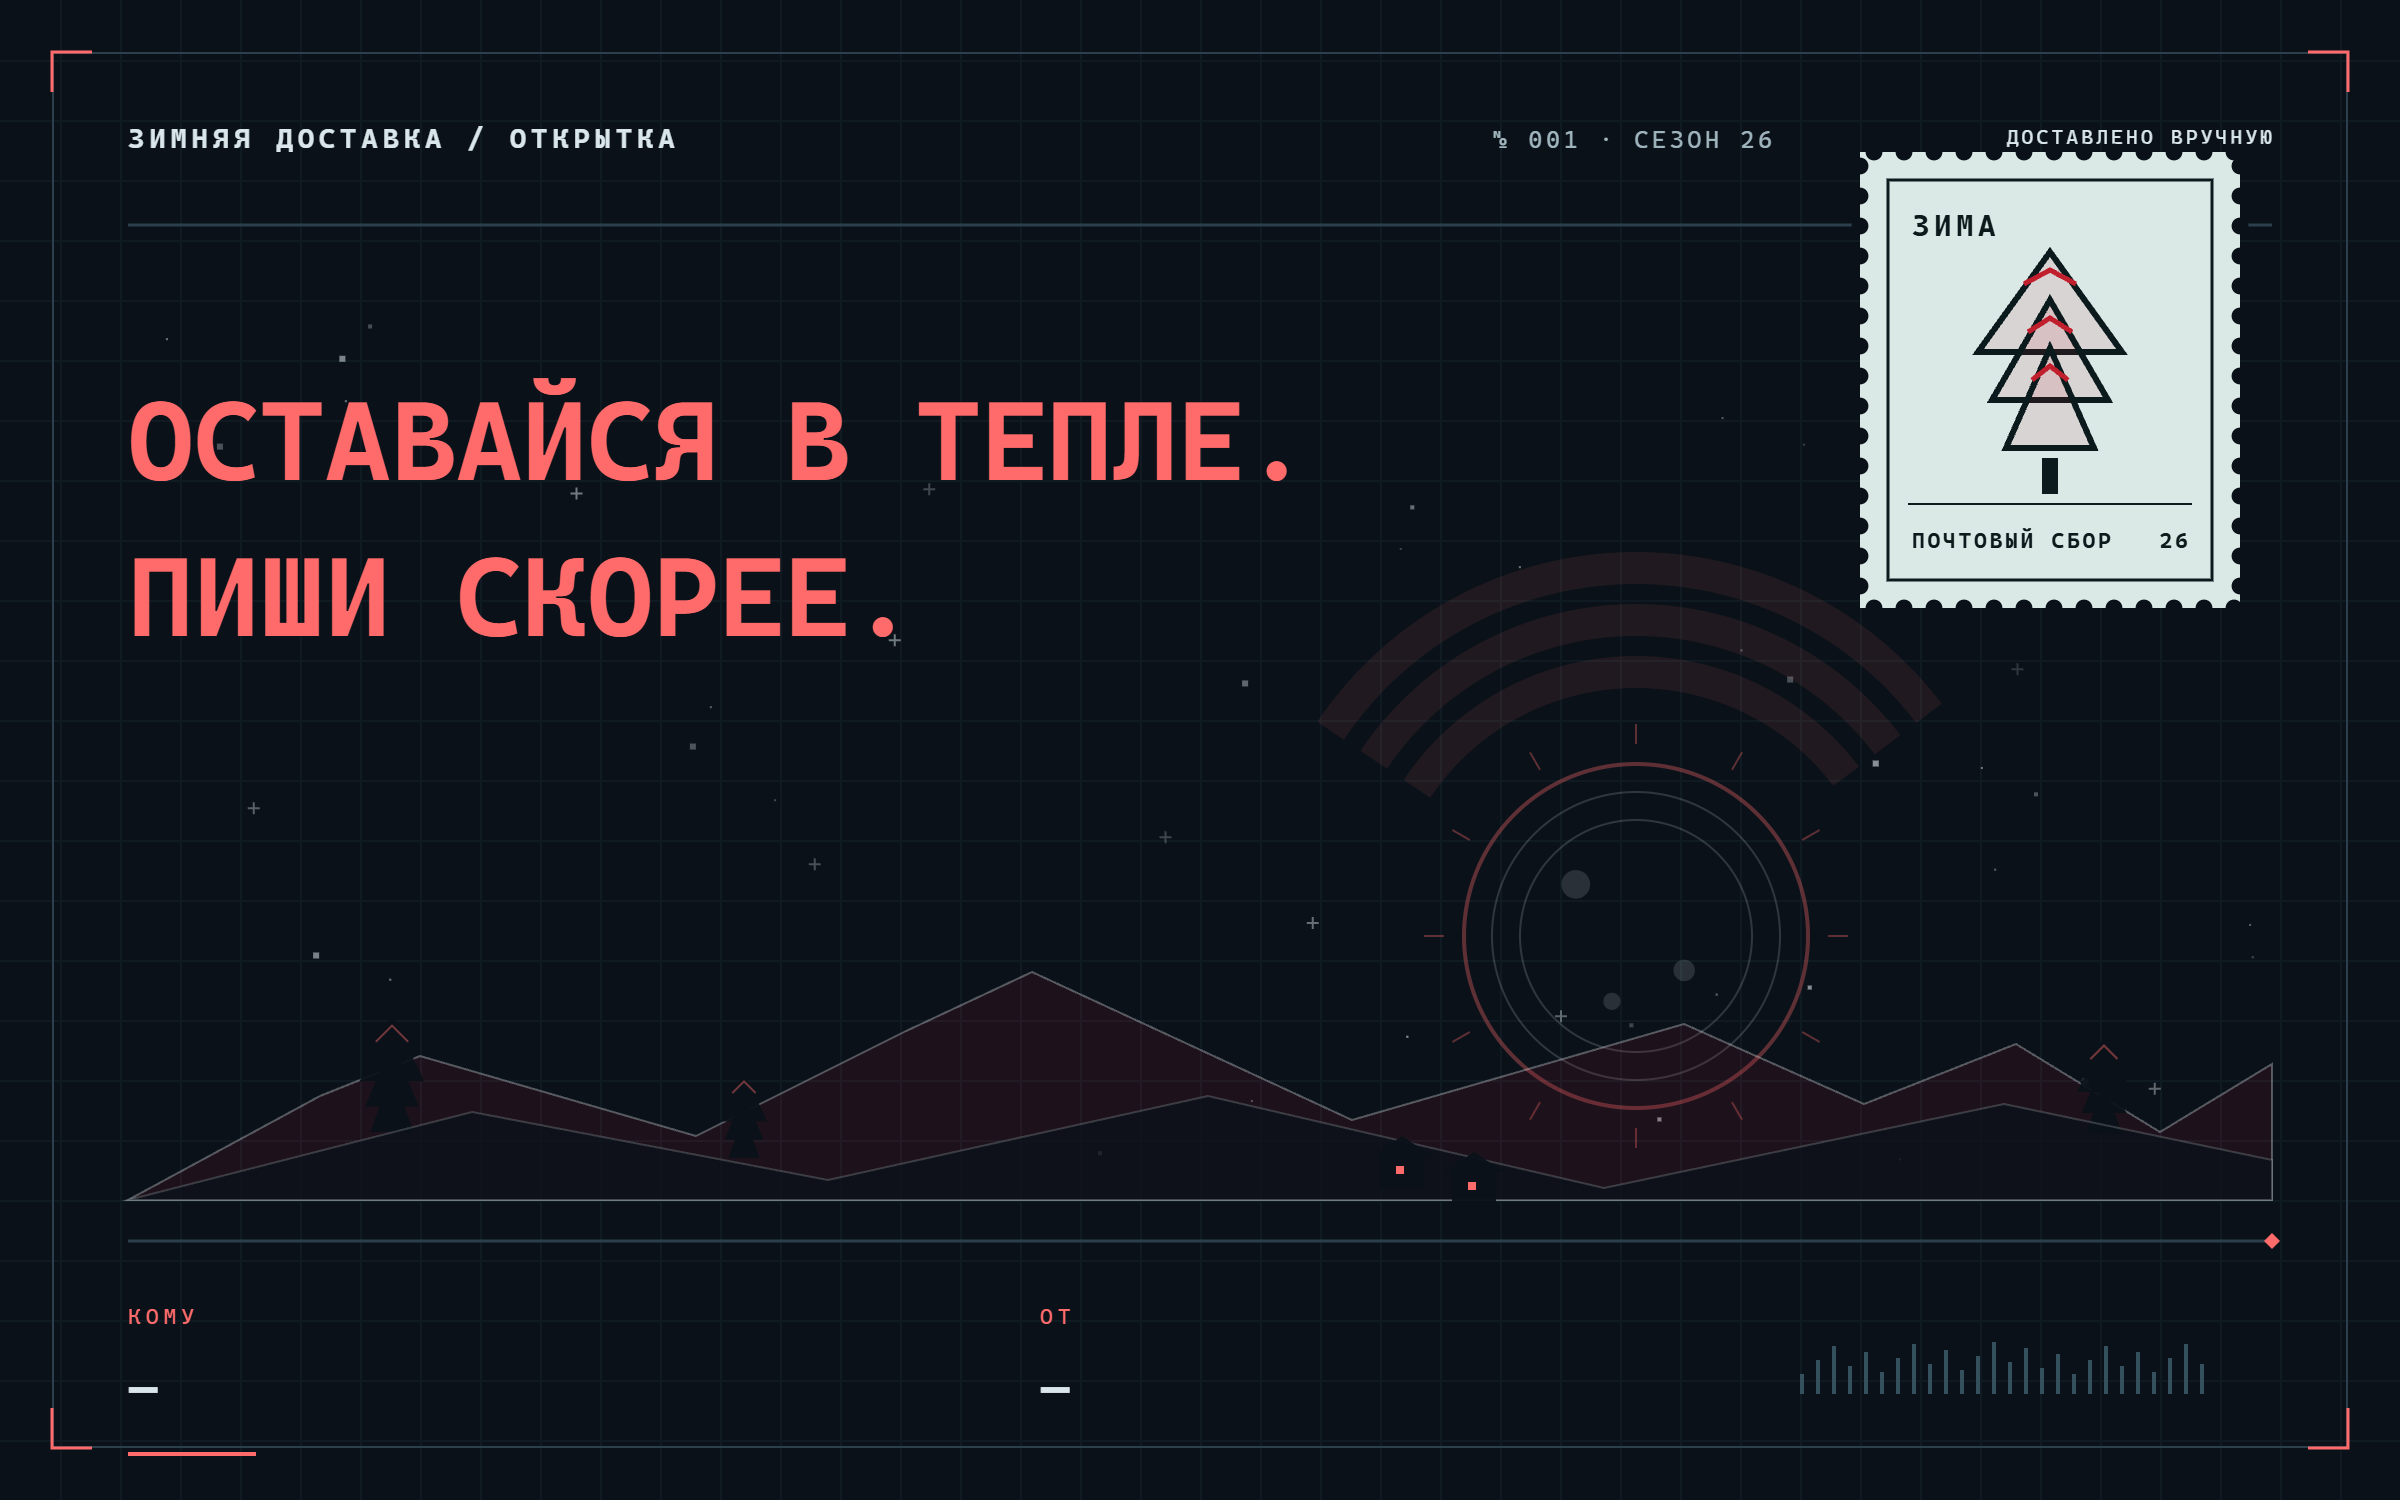 ЗИМНЯЯ ДОСТАВКА / ОТКРЫТКА
№ 001 · СЕЗОН 26
ДОСТАВЛЕНО ВРУЧНУЮ
ЗИМА
ПОЧТОВЫЙ СБОР 26
ОСТАВАЙСЯ В ТЕПЛЕ.
ПИШИ СКОРЕЕ.
КОМУ
ОТ
—
—